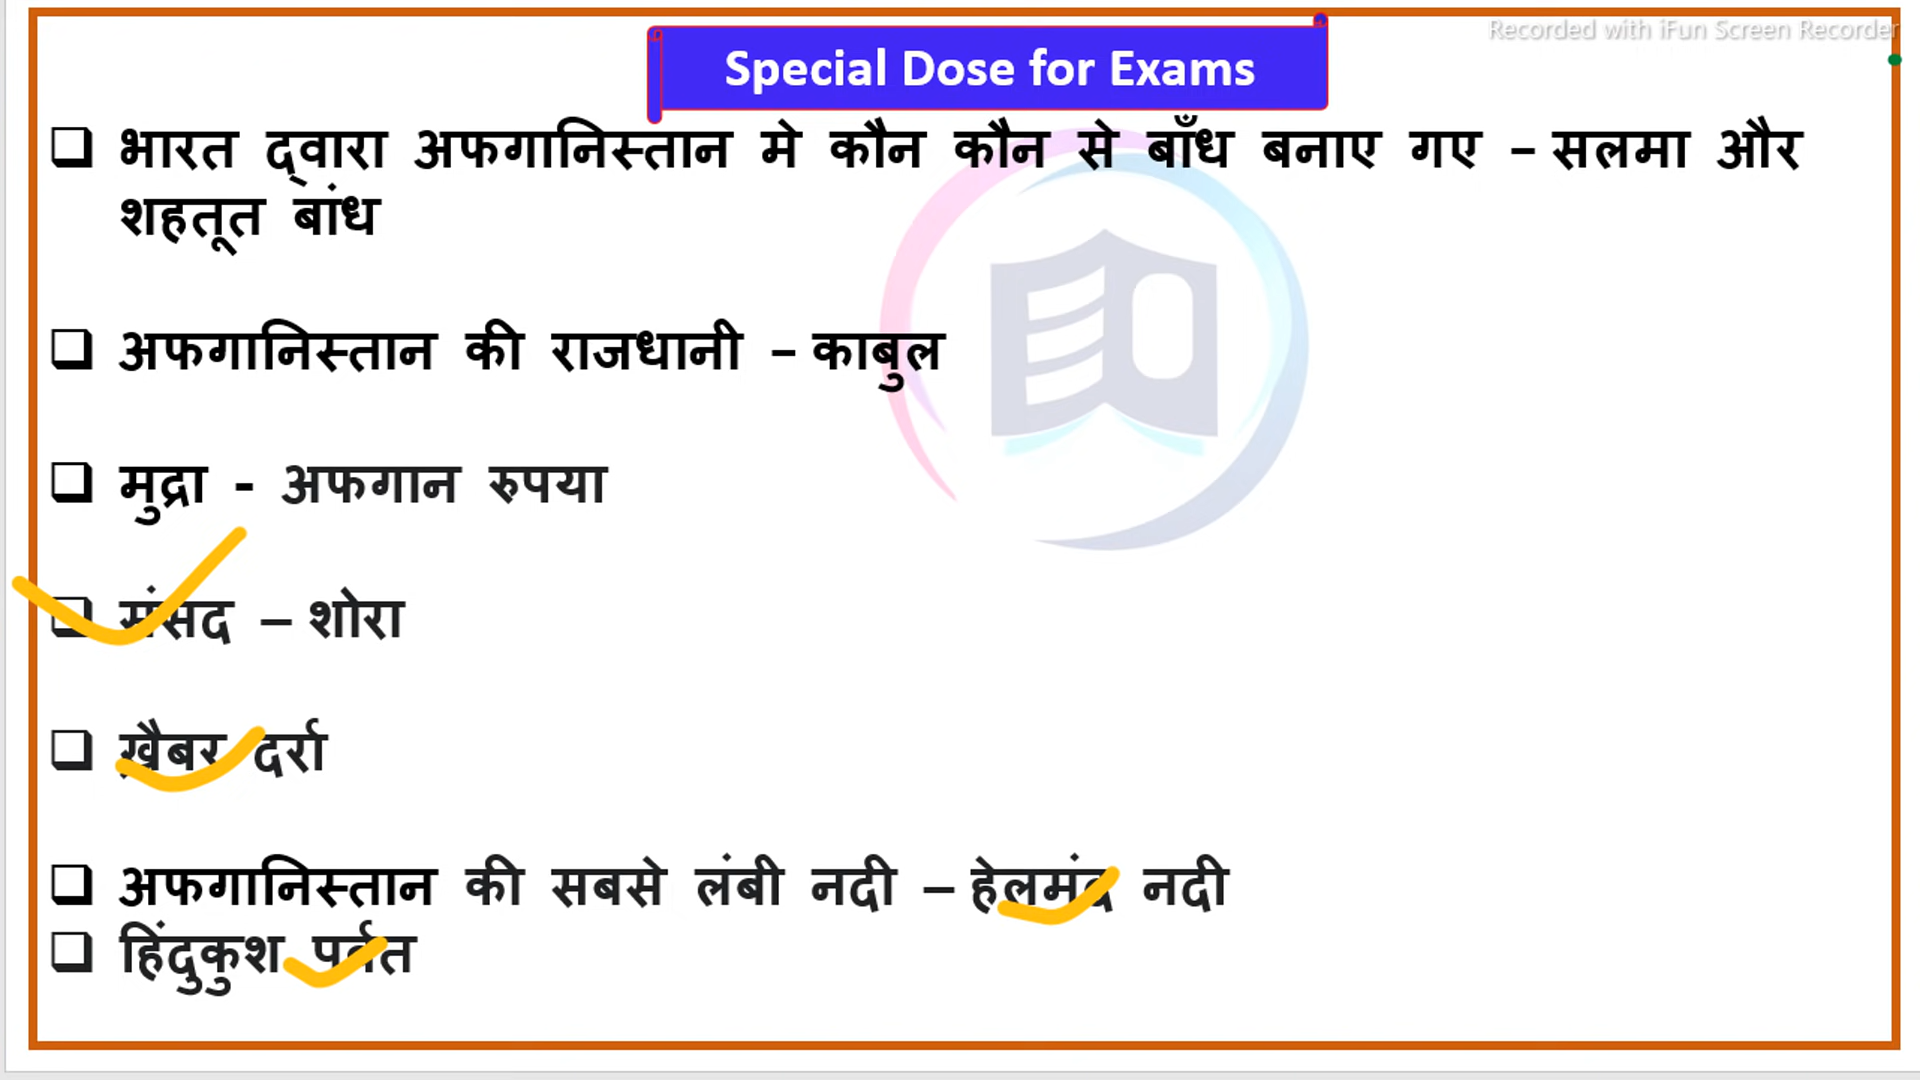 Recorded with iFun Screen Recorder
Special Dose for Exams
भारत द्वारा अफगानिस्तान मे कौन कौन से बाँध बनाए गए – सलमा और
शहतूत बांध
अफगानिस्तान की राजधानी – काबुल
मुद्रा - अफगान रुपया
संसद – शोरा
ख़ैबर दर्रा
अफगानिस्तान की सबसे लंबी नदी – हेलमंद नदी
हिंदुकुश पर्वत